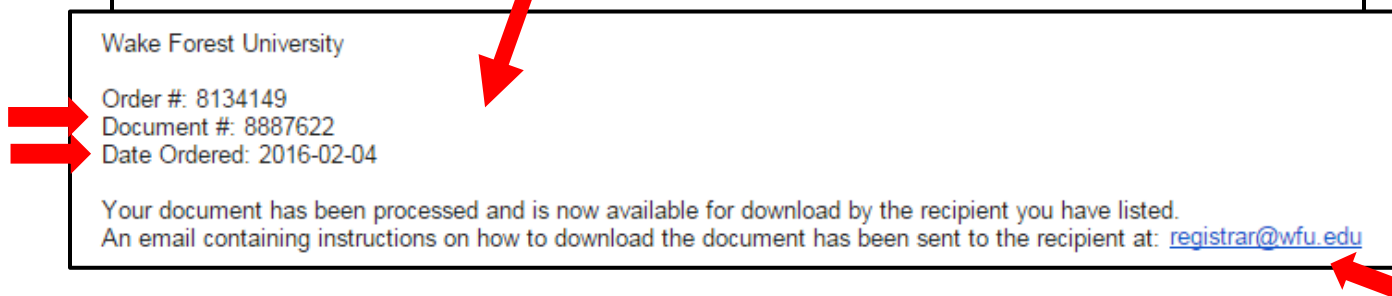 Wake Forest University
Order #: 8134149
Document #: 8887622
Date Ordered: 2016-02-04
Your document has been processed and is now available for download by the recipient you have listed.
An email containing instructions on how to download the document has been sent to the recipient at: registrar@wfu.edu